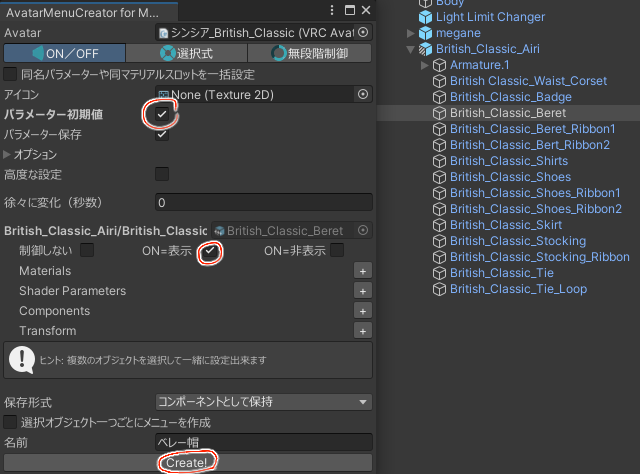 AvatarMenuCreator for M...
Avatar
シンシア_British_Classic (VRC Avat
ON／OFF
選択式
無段階制御
同名パラメーターや同マテリアルスロットを一括設定
アイコン
None (Texture 2D)
パラメーター初期値
パラメーター保存
オプション
高度な設定
徐々に変化（秒数）
0
British_Classic_Airi/British_Classic
British_Classic_Beret
制御しない
ON=表示
ON=非表示
Materials
+
Shader Parameters
+
Components
+
Transform
+
ヒント: 複数のオブジェクトを選択して一緒に設定出来ます
保存形式
コンポーネントとして保持
選択オブジェクト一つごとにメニューを作成
名前
ベレー帽
Create!
Body
Light Limit Changer
megane
British_Classic_Airi
Armature.1
British Classic_Waist_Corset
British_Classic_Badge
British_Classic_Beret
British_Classic_Beret_Ribbon1
British_Classic_Bert_Ribbon2
British_Classic_Shirts
British_Classic_Shoes
British_Classic_Shoes_Ribbon1
British_Classic_Shoes_Ribbon2
British_Classic_Skirt
British_Classic_Stocking
British_Classic_Stocking_Ribbon
British_Classic_Tie
British_Classic_Tie_Loop